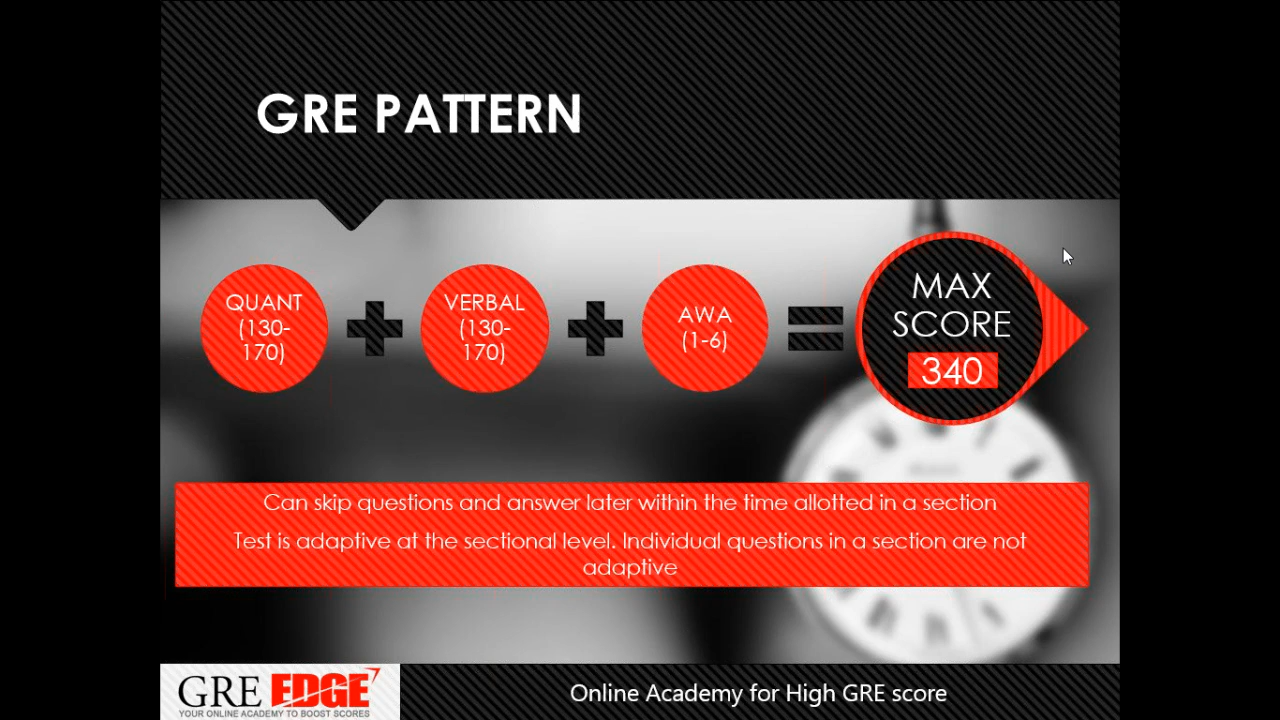 GRE PATTERN
QUANT
(130-
170)
VERBAL
(130-
170)
AWA
(1-6)
MAX
SCORE
340
Can skip questions and answer later within the time allotted in a section
Test is adaptive at the sectional level. Individual questions in a section are not
adaptive
GRE EDGE
YOUR ONLINE ACADEMY TO BOOST SCORES
Online Academy for High GRE score